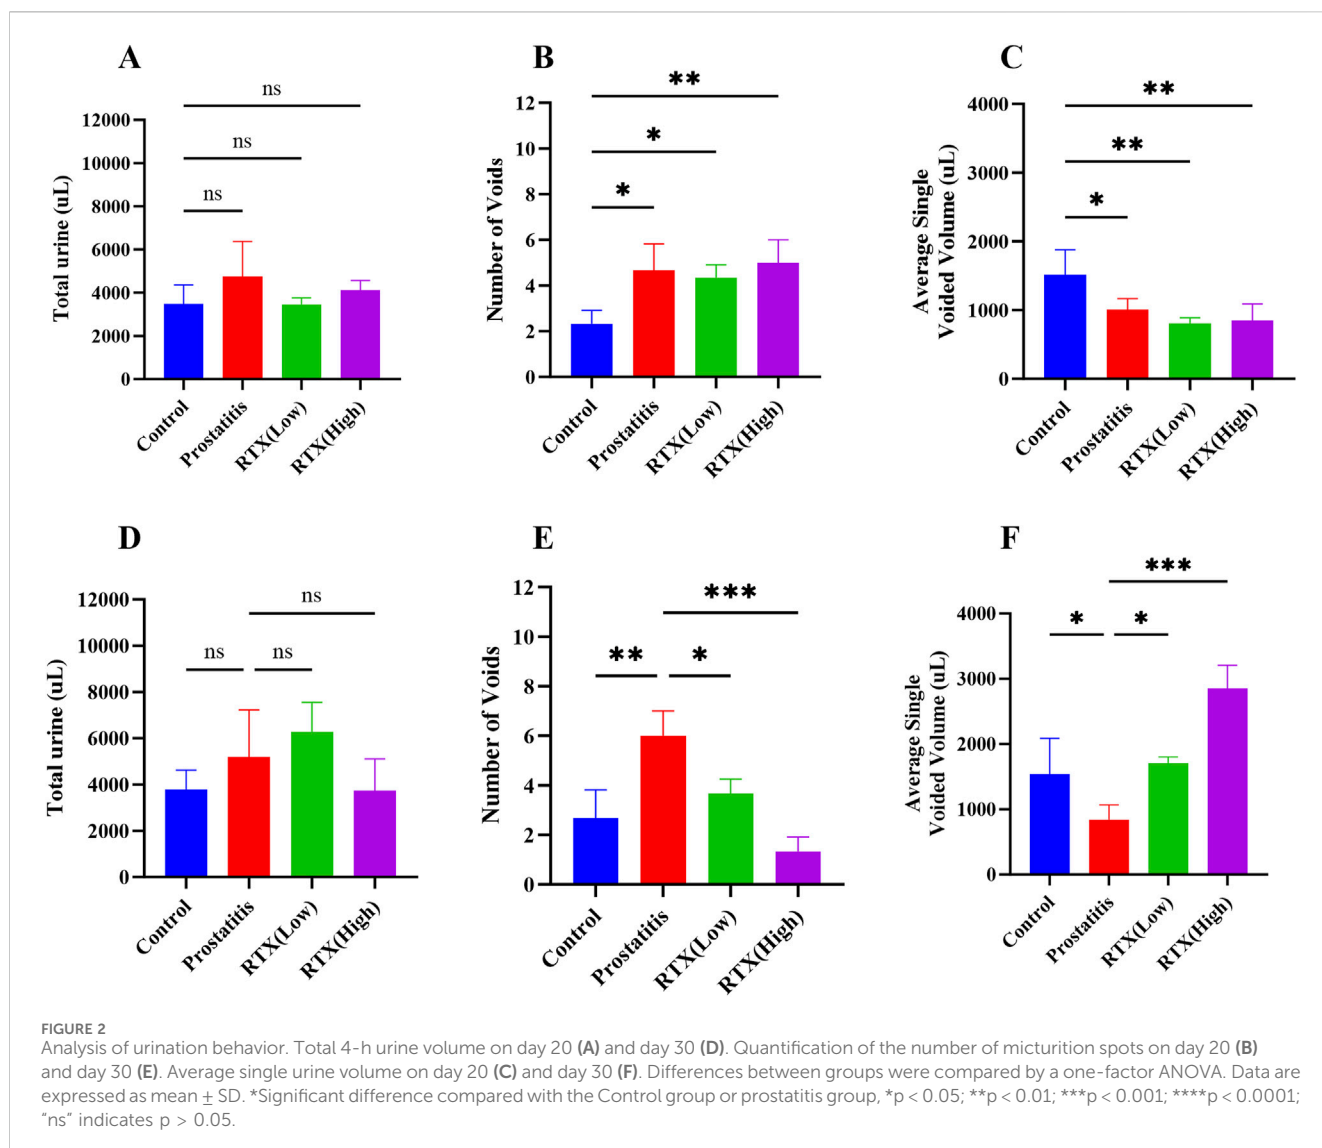 A
ns
ns
ns
12000
10000
8000
6000
4000
2000
0
Total urine (uL)
Control
Prostatitis
RTX(Low)
RTX(High)
B
**
*
*
12
10
8
6
4
2
0
Number of Voids
Control
Prostatitis
RTX(Low)
RTX(High)
C
**
**
*
4000
3000
2000
1000
0
Average Single
Voided Volume (uL)
Control
Prostatitis
RTX(Low)
RTX(High)
D
ns
ns
ns
12000
10000
8000
6000
4000
2000
0
Total urine (uL)
Control
Prostatitis
RTX(Low)
RTX(High)
E
***
**
*
12
10
8
6
4
2
0
Number of Voids
Control
Prostatitis
RTX(Low)
RTX(High)
F
***
*
*
4000
3000
2000
1000
0
Average Single
Voided Volume (uL)
Control
Prostatitis
RTX(Low)
RTX(High)
FIGURE 2
Analysis of urination behavior. Total 4-h urine volume on day 20 (A) and day 30 (D). Quantification of the number of micturition spots on day 20 (B)
and day 30 (E). Average single urine volume on day 20 (C) and day 30 (F). Differences between groups were compared by a one-factor ANOVA. Data are
expressed as mean ± SD. *Significant difference compared with the Control group or prostatitis group, *p < 0.05; **p < 0.01; ***p < 0.001; ****p < 0.0001;
“ns” indicates p > 0.05.